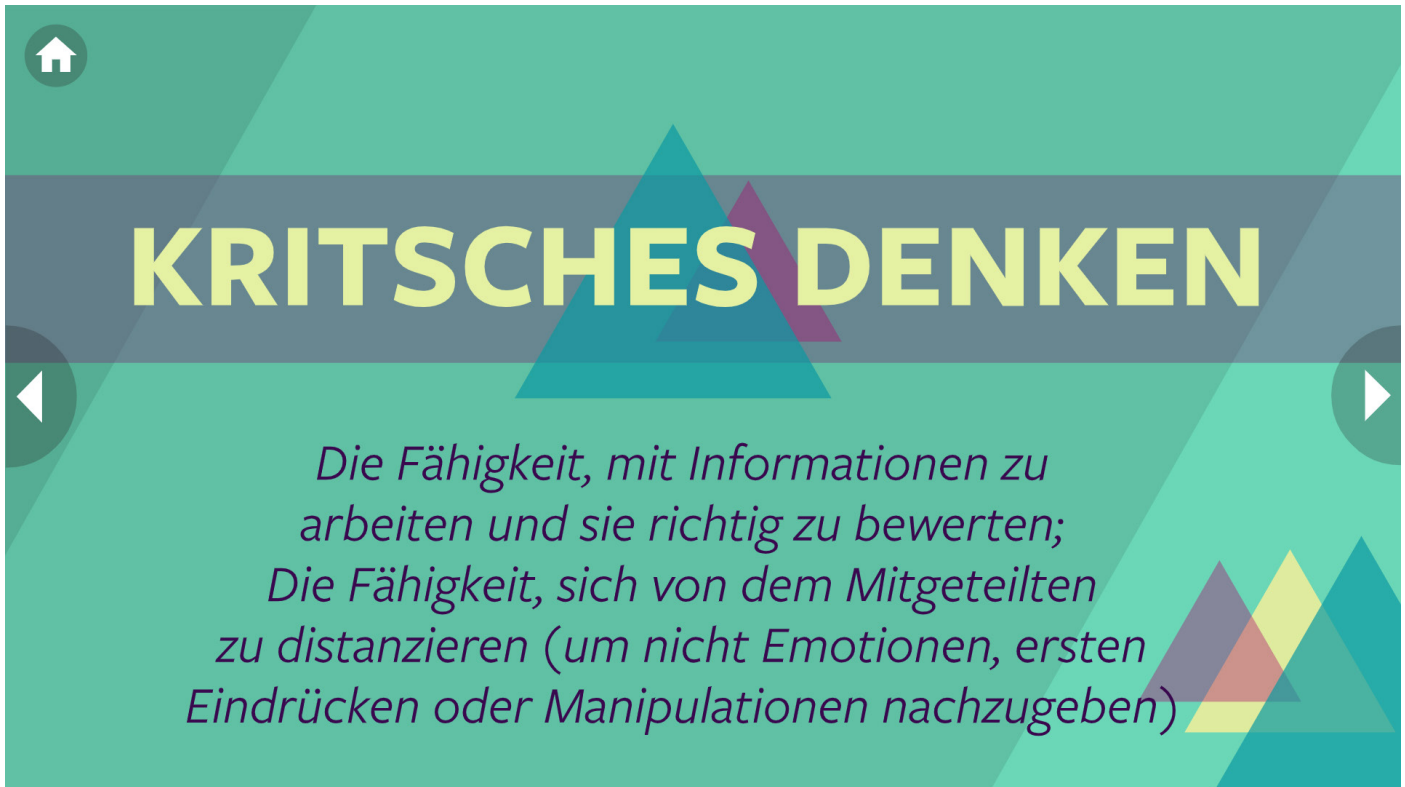 KRITSCHES DENKEN
Die Fähigkeit, mit Informationen zu
arbeiten und sie richtig zu bewerten;
Die Fähigkeit, sich von dem Mitgeteilten
zu distanzieren (um nicht Emotionen, ersten
Eindrücken oder Manipulationen nachzugeben)